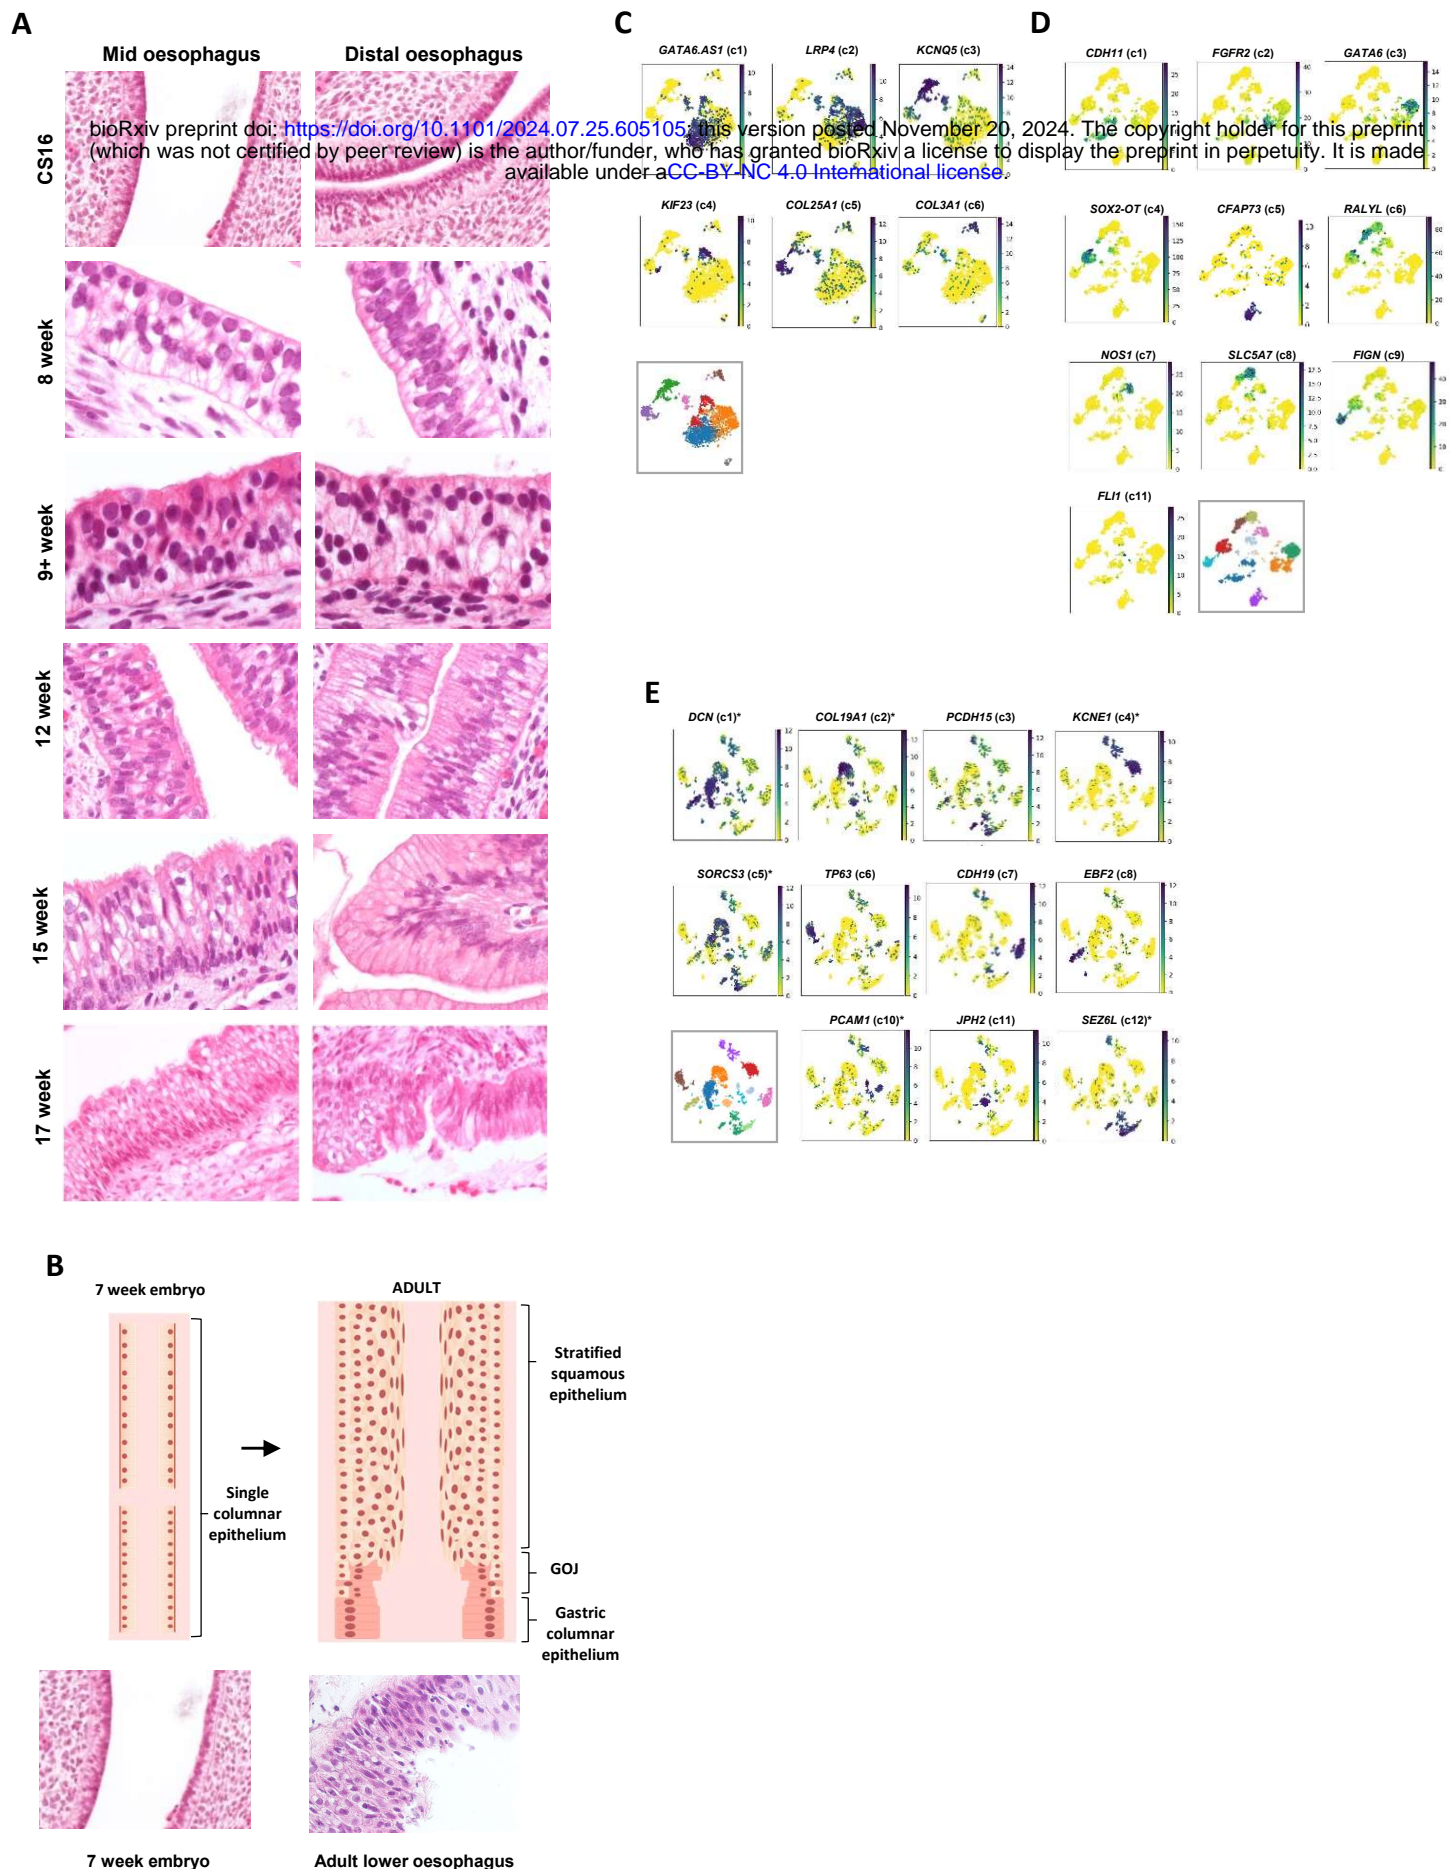 A
Mid oesophagus
Distal oesophagus
CS16
8 week
9+ week
12 week
15 week
17 week
bioRxiv preprint doi: https://doi.org/10.1101/2024.07.25.605105; this version posted November 20, 2024. The copyright holder for this preprint
(which was not certified by peer review) is the author/funder, who has granted bioRxiv a license to display the preprint in perpetuity. It is made
available under aCC-BY-NC 4.0 International license.
B
7 week embryo
ADULT
Single
columnar
epithelium
Stratified
squamous
epithelium
GOJ
Gastric
columnar
epithelium
7 week embryo
Adult lower oesophagus
C
GATA6.AS1 (c1)
LRP4 (c2)
KCNQ5 (c3)
KIF23 (c4)
COL25A1 (c5)
COL3A1 (c6)
D
CDH11 (c1)
FGFR2 (c2)
GATA6 (c3)
SOX2-OT (c4)
CFAP73 (c5)
RALYL (c6)
NOS1 (c7)
SLC5A7 (c8)
FIGN (c9)
FLI1 (c11)
E
DCN (c1)*
COL19A1 (c2)*
PCDH15 (c3)
KCNE1 (c4)*
SORCS3 (c5)*
TP63 (c6)
CDH19 (c7)
EBF2 (c8)
PCAM1 (c10)*
JPH2 (c11)
SEZ6L (c12)*